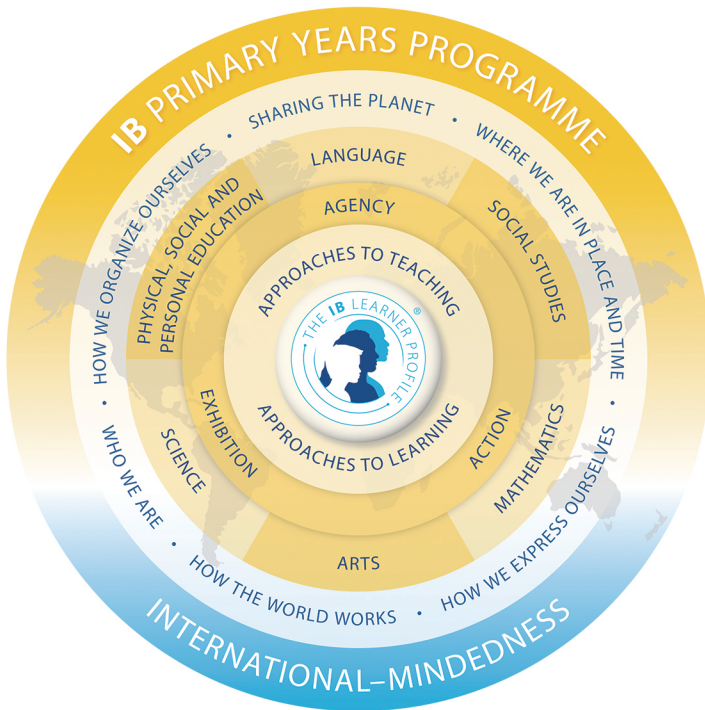 IB PRIMARY YEARS PROGRAMME
SHARING THE PLANET
•
WHERE WE ARE IN PLACE AND TIME
•
HOW WE EXPRESS OURSELVES
•
HOW THE WORLD WORKS
•
WHO WE ARE
•
HOW WE ORGANIZE OURSELVES
•
LANGUAGE
SOCIAL STUDIES
MATHEMATICS
ARTS
SCIENCE
PHYSICAL, SOCIAL AND
PERSONAL EDUCATION
AGENCY
ACTION
EXHIBITION
APPROACHES TO TEACHING
APPROACHES TO LEARNING
THE IB LEARNER PROFILE ®
INTERNATIONAL–MINDEDNESS